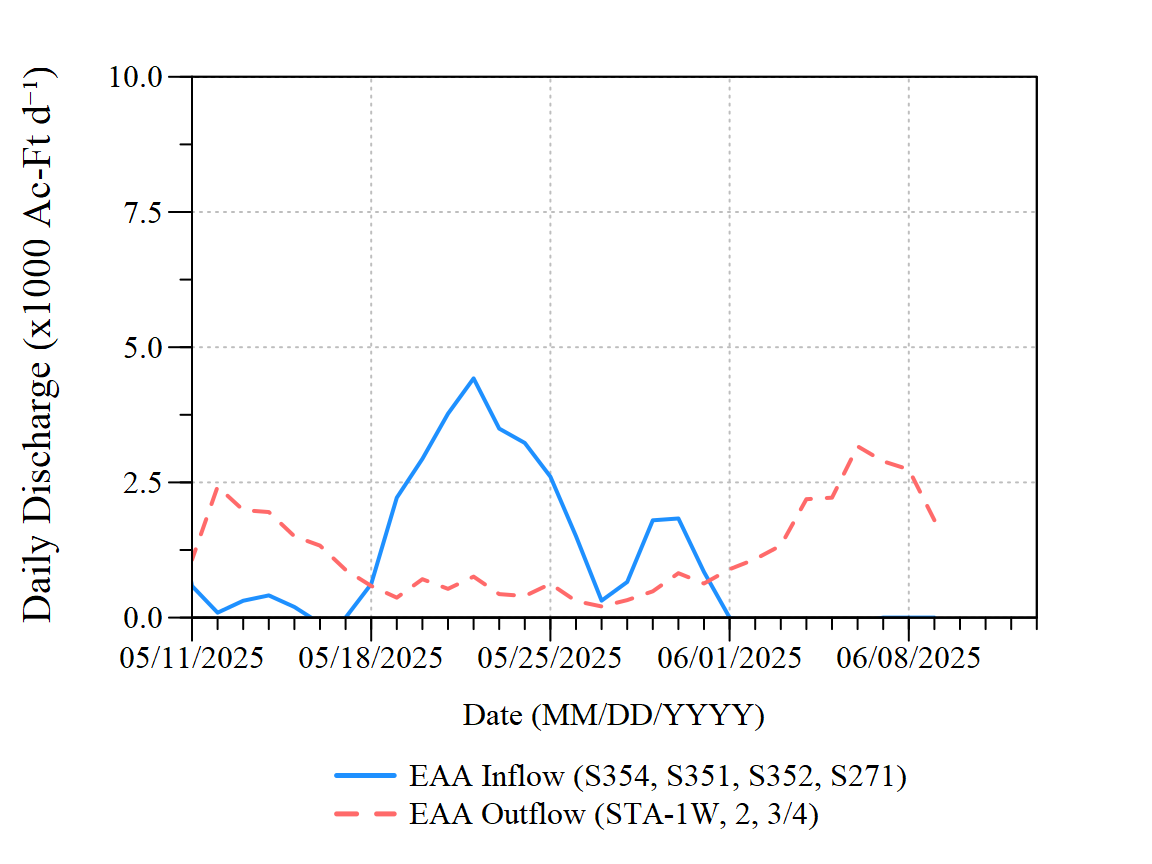 Daily Discharge (x1000 Ac-Ft d⁻¹)
10.0
7.5
5.0
2.5
0.0
05/11/2025 05/18/2025 05/25/2025 06/01/2025 06/08/2025
Date (MM/DD/YYYY)
EAA Inflow (S354, S351, S352, S271)
EAA Outflow (STA-1W, 2, 3/4)